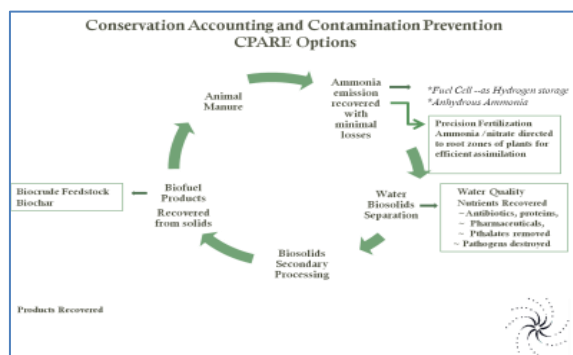 Conservation Accounting and Contamination Prevention
CPARE Options
Animal
Manure
Ammonia
emission
recovered
with
minimal
losses
*Fuel Cell --as Hydrogen storage
*Anhydrous Ammonia
Precision Fertilization
Ammonia /nitrate directed
to root zones of plants for
efficient assimilation
Water
Biosolids
Separation
Water Quality
Nutrients Recovered
~Antibiotics, proteins,
~ Pharmaceuticals,
~ Pthalates removed
~ Pathogens destroyed
Biosolids
Secondary
Processing
Biofuel
Products
Recovered
from solids
Biocrude Feedstock
Biochar
Products Recovered